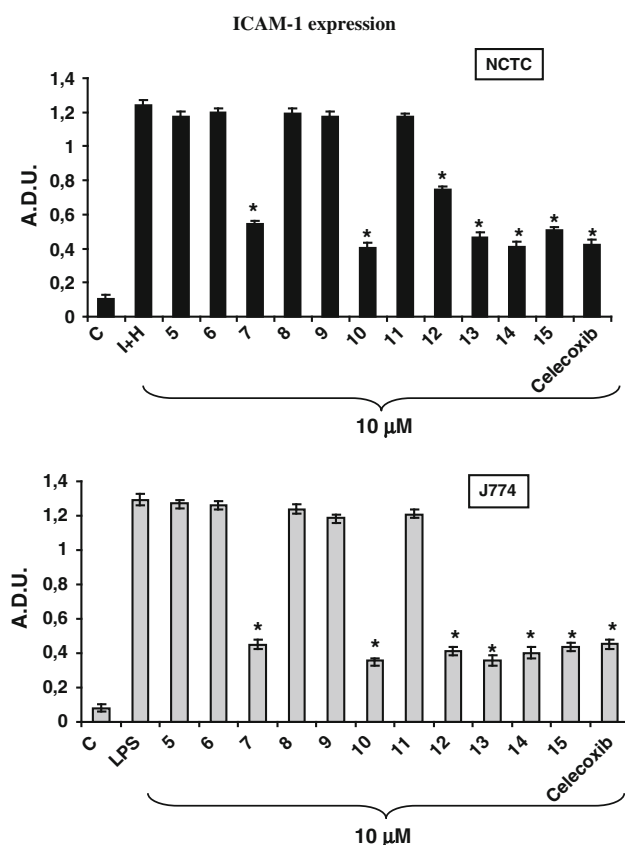 ICAM-1 expression
NCTC
A.D.U.
1,4
1,2
1
0,8
0,6
0,4
0,2
0
* * * * * * *
C I+H 5 6 7 8 9 10 11 12 13 14 15 Celecoxib
10 µM
J774
A.D.U.
1,4
1,2
1
0,8
0,6
0,4
0,2
0
* * * * * * *
C LPS 5 6 7 8 9 10 11 12 13 14 15 Celecoxib
10 µM